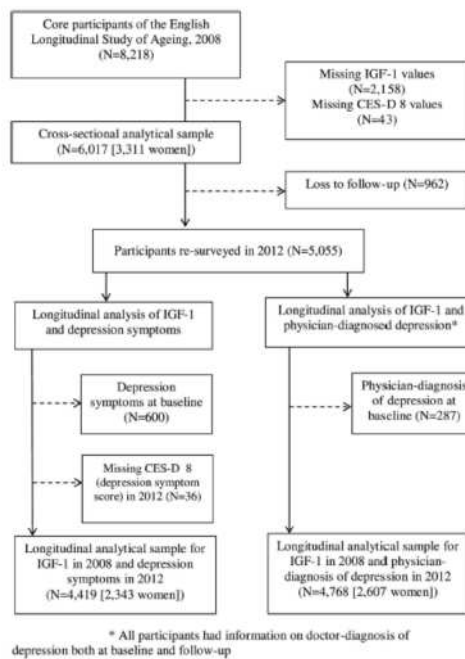 Core participants of the English
Longitudinal Study of Ageing, 2008
(N=8,218)
Missing IGF-1 values
(N=2,158)
Missing CES-D 8 values
(N=43)
Cross-sectional analytical sample
(N=6,017 [3,311 women])
Loss to follow-up (N=962)
Participants re-surveyed in 2012 (N=5,055)
Longitudinal analysis of IGF-1
and depression symptoms
Longitudinal analysis of IGF-1 and
physician-diagnosed depression*
Depression
symptoms at baseline
(N=600)
Physician-diagnosis
of depression at
baseline (N=287)
Missing CES-D 8
(depression symptom
score) in 2012 (N=36)
Longitudinal analytical sample for
IGF-1 in 2008 and depression
symptoms in 2012
(N=4,419 [2,343 women])
Longitudinal analytical sample for
IGF-1 in 2008 and physician-
diagnosis of depression in 2012
(N=4,768 [2,607 women])
* All participants had information on doctor-diagnosis of
depression both at baseline and follow-up